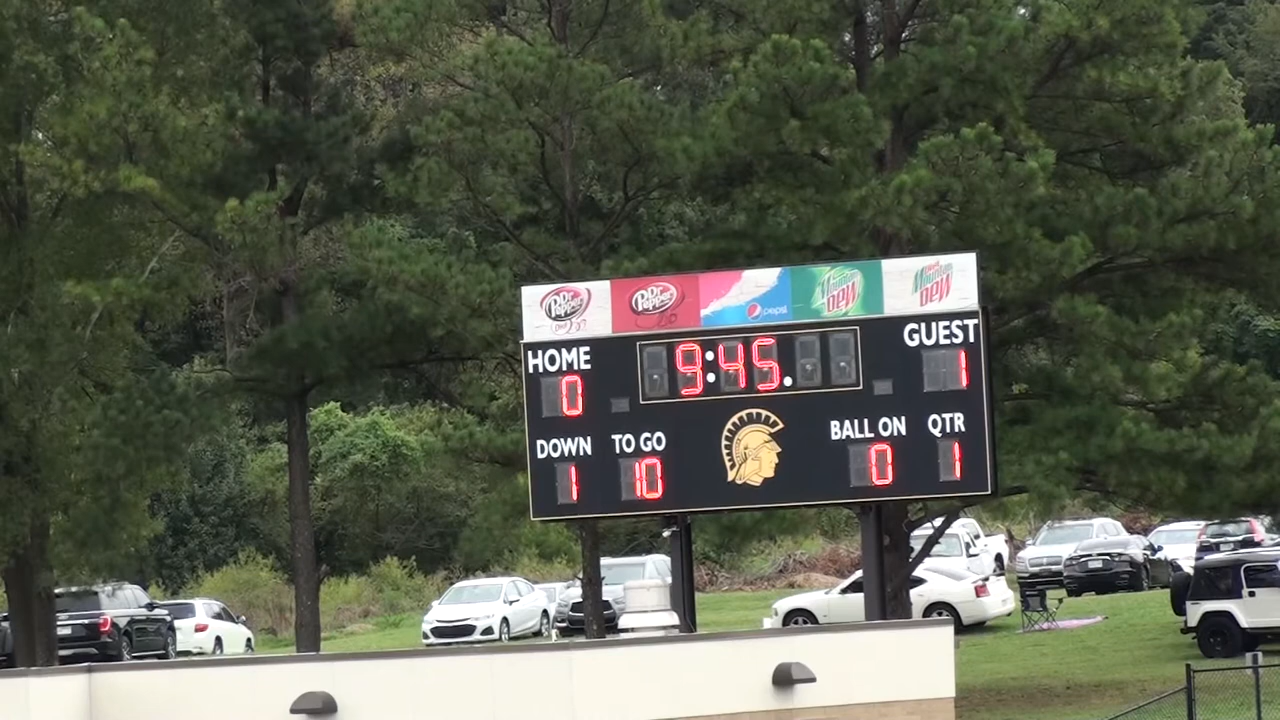 Dr Pepper Dr Pepper pepsi Mountain Dew Diet Mountain Dew
HOME 9:45. GUEST
0 1
DOWN TO GO BALL ON QTR
1 10 0 1